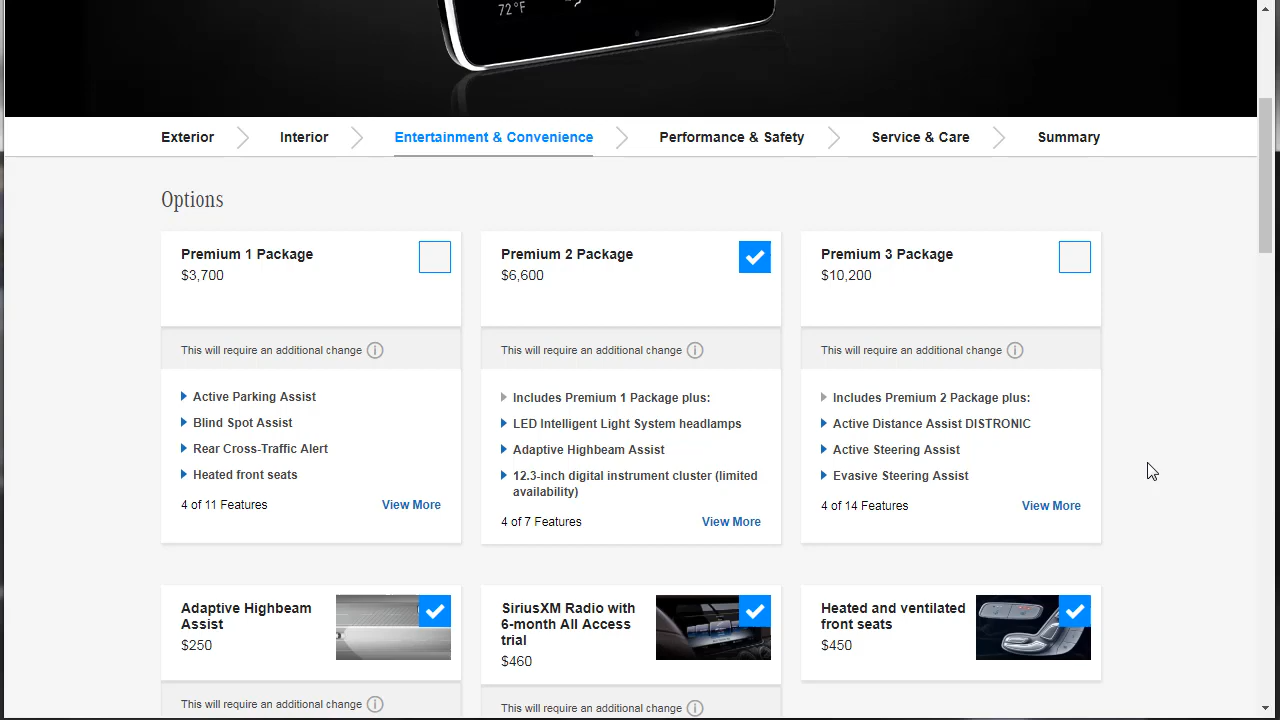 72°F
Exterior
Interior
Entertainment & Convenience
Performance & Safety
Service & Care
Summary
Options
Premium 1 Package
$3,700
This will require an additional change
Active Parking Assist
Blind Spot Assist
Rear Cross-Traffic Alert
Heated front seats
4 of 11 Features
View More
Premium 2 Package
$6,600
This will require an additional change
Includes Premium 1 Package plus:
LED Intelligent Light System headlamps
Adaptive Highbeam Assist
12.3-inch digital instrument cluster (limited
availability)
4 of 7 Features
View More
Premium 3 Package
$10,200
This will require an additional change
Includes Premium 2 Package plus:
Active Distance Assist DISTRONIC
Active Steering Assist
Evasive Steering Assist
4 of 14 Features
View More
Adaptive Highbeam
Assist
$250
This will require an additional change
SiriusXM Radio with
6-month All Access
trial
$460
This will require an additional change
Heated and ventilated
front seats
$450